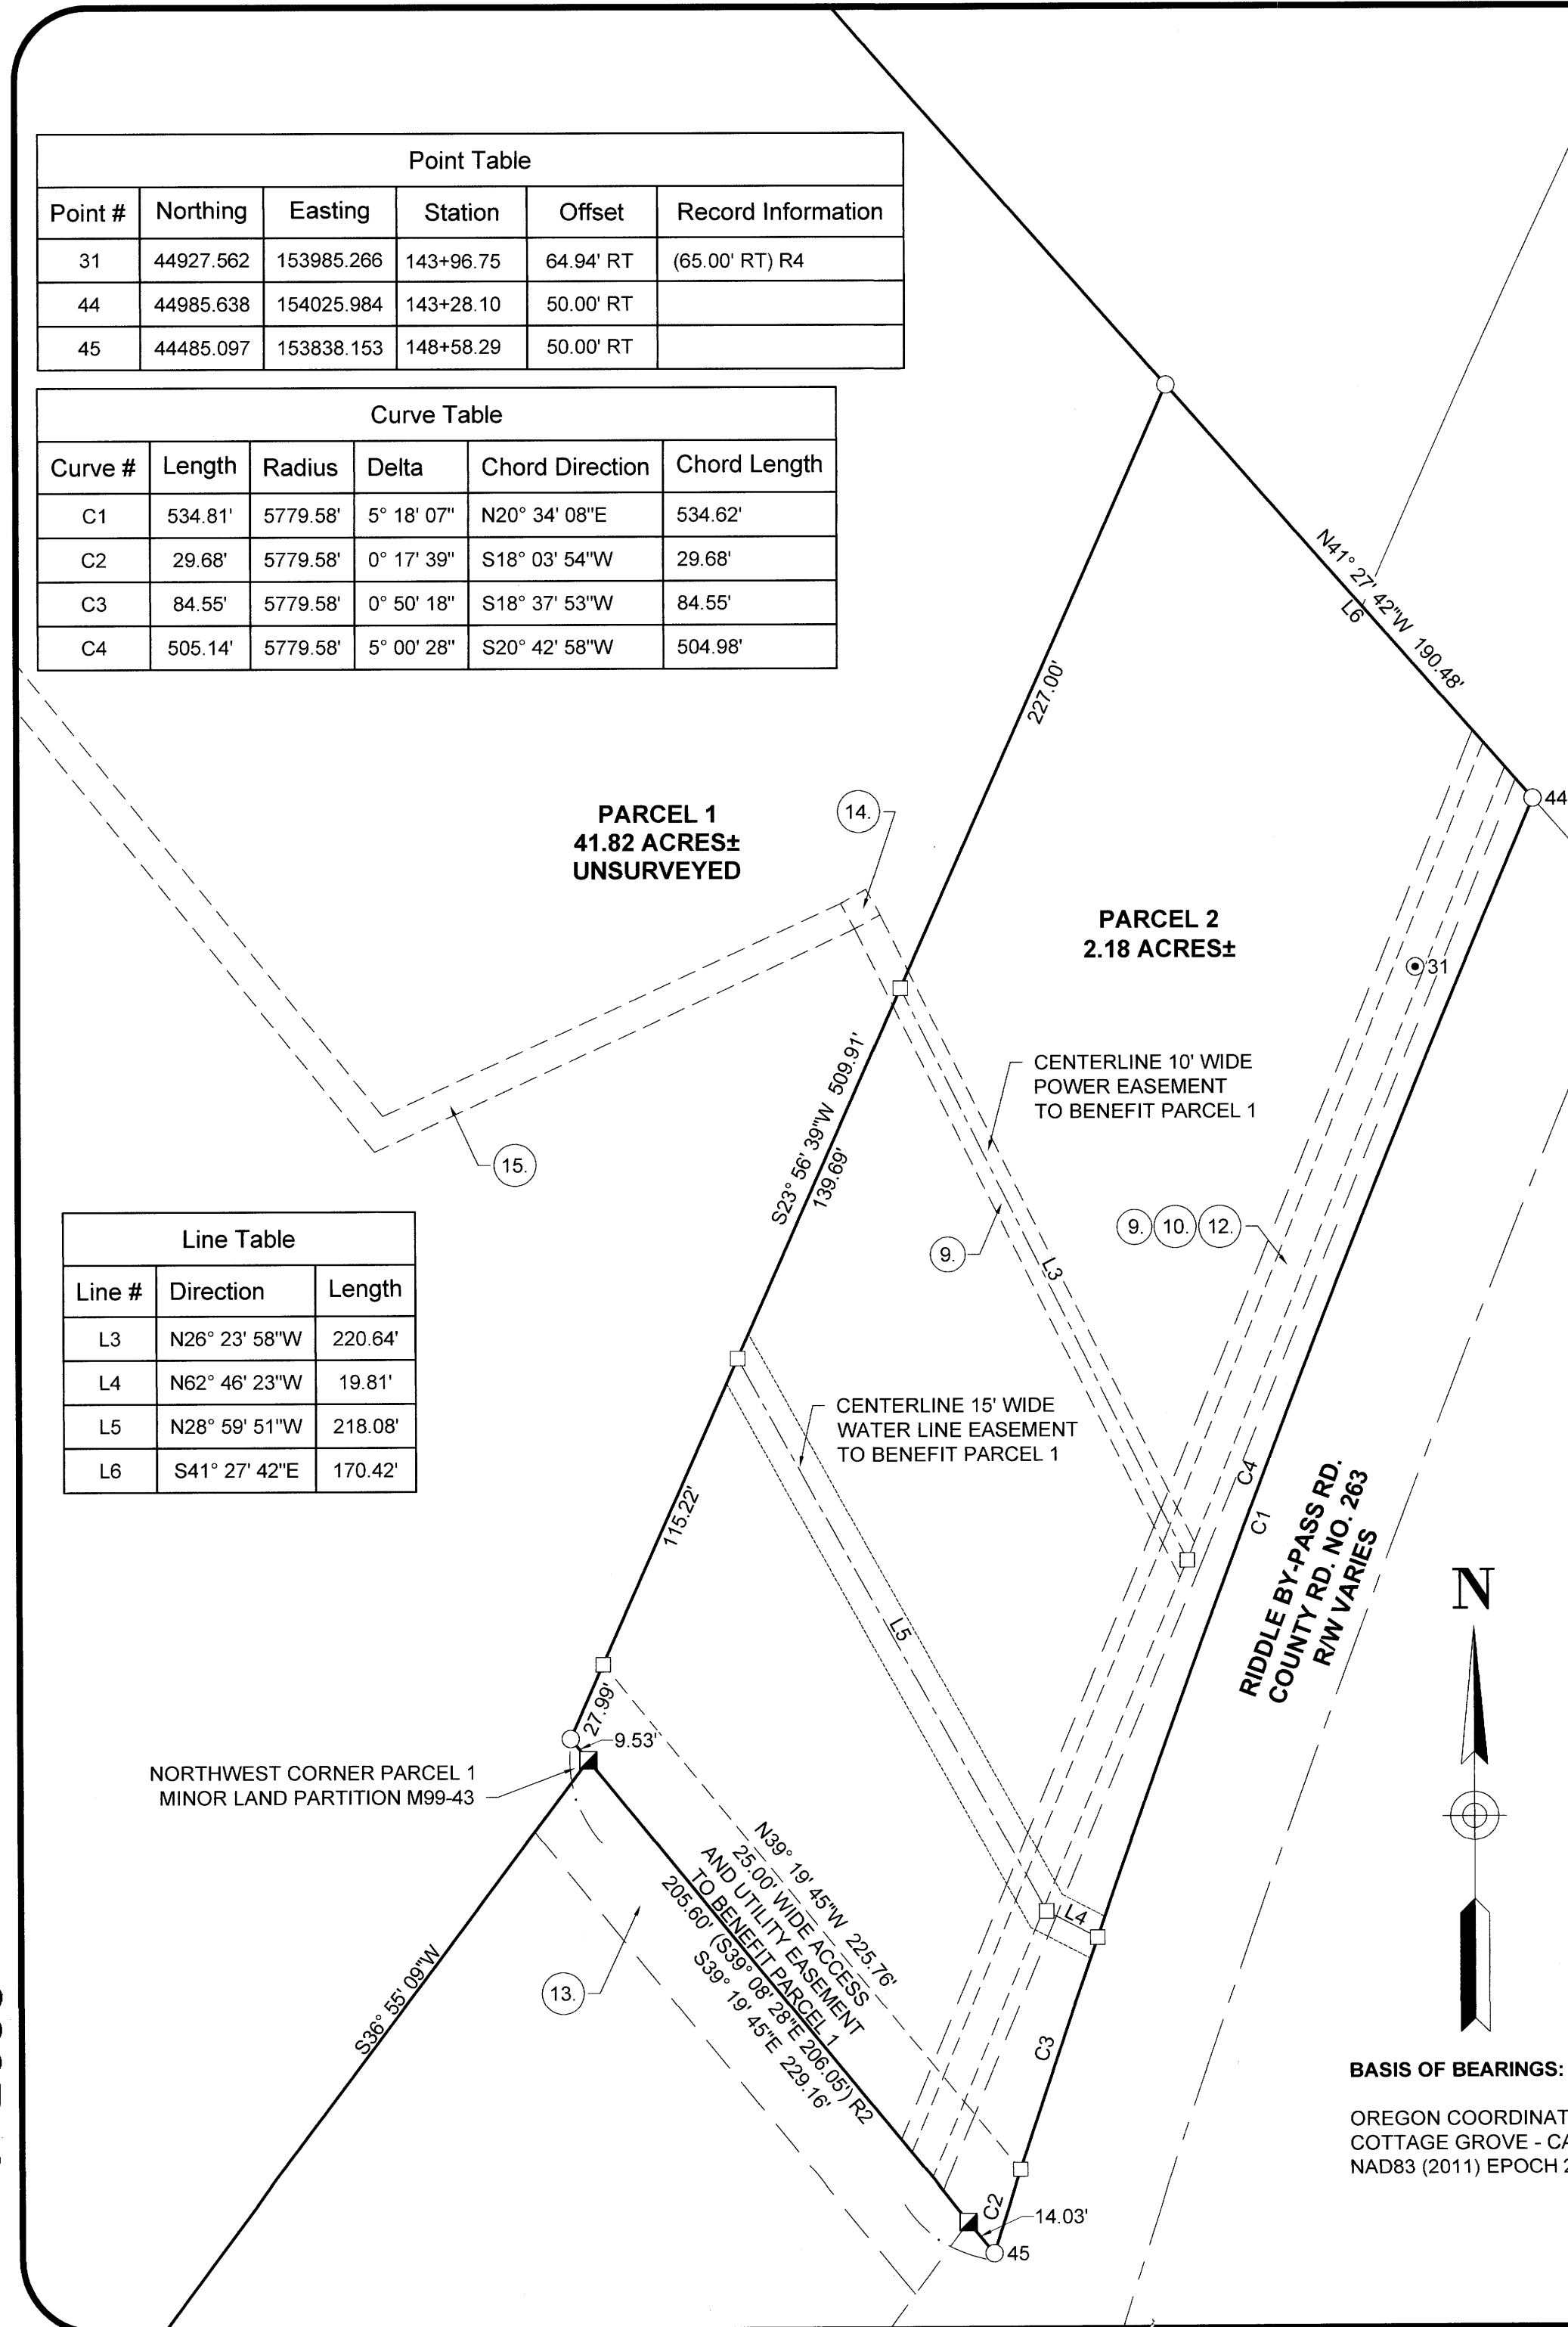 Point Table
Point # Northing Easting Station Offset Record Information
31 44927.562 153985.266 143+96.75 64.94' RT (65.00' RT) R4
44 44985.638 154025.984 143+28.10 50.00' RT
45 44485.097 153838.153 148+58.29 50.00' RT
Curve Table
Curve # Length Radius Delta Chord Direction Chord Length
C1 534.81' 5779.58' 5° 18' 07" N20° 34' 08"E 534.62'
C2 29.68' 5779.58' 0° 17' 39" S18° 03' 54"W 29.68'
C3 84.55' 5779.58' 0° 50' 18" S18° 37' 53"W 84.55'
C4 505.14' 5779.58' 5° 00' 28" S20° 42' 58"W 504.98'
N41° 27' 42"W 190.48'
L6
227.00'
PARCEL 1
41.82 ACRES±
UNSURVEYED
14.
44
PARCEL 2
2.18 ACRES±
31
CENTERLINE 10' WIDE
POWER EASEMENT
TO BENEFIT PARCEL 1
S23° 56' 39"W 509.91'
139.69'
15.
9.
L3
9. 10. 12.
Line Table
Line # Direction Length
L3 N26° 23' 58"W 220.64'
L4 N62° 46' 23"W 19.81'
L5 N28° 59' 51"W 218.08'
L6 S41° 27' 42"E 170.42'
CENTERLINE 15' WIDE
WATER LINE EASEMENT
TO BENEFIT PARCEL 1
115.22'
C4
C1
RIDDLE BY-PASS RD.
COUNTY RD. NO. 263
R/W VARIES
L5
N
27.99'
9.53'
NORTHWEST CORNER PARCEL 1
MINOR LAND PARTITION M99-43
N39° 19' 45"W 225.76'
25.00' WIDE ACCESS
AND UTILITY EASEMENT
TO BENEFIT PARCEL 1
205.60' (S39° 08' 28"E 206.05') R2
S39° 19' 45"E 229.16'
L4
13.
S36° 55' 09"W
C3
C2
14.03'
45
BASIS OF BEARINGS:
OREGON COORDINAT
COTTAGE GROVE - CA
NAD83 (2011) EPOCH 2